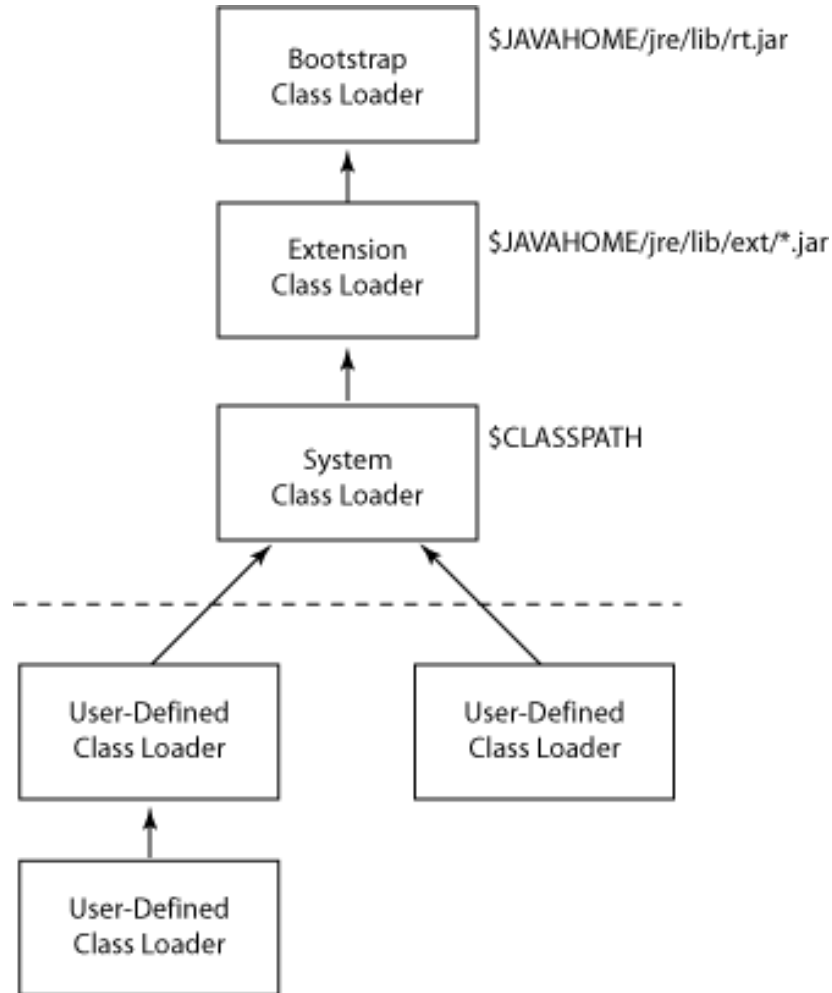 Bootstrap
Class Loader
$JAVAHOME/jre/lib/rt.jar
Extension
Class Loader
$JAVAHOME/jre/lib/ext/*.jar
System
Class Loader
$CLASSPATH
User-Defined
Class Loader
User-Defined
Class Loader
User-Defined
Class Loader